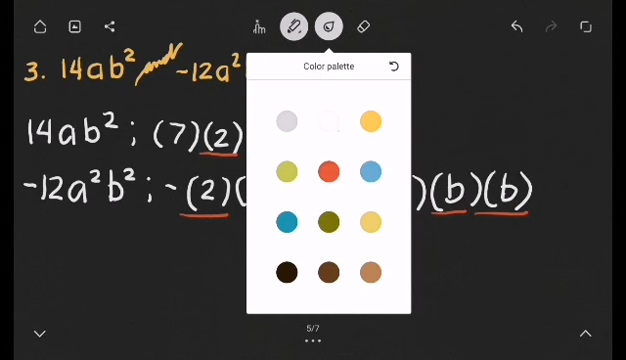 Color palette
3. 14ab² and -12a²
14ab² ; (7)(2)
-12a²b² ; -(2)( )(b)(b)
5/7